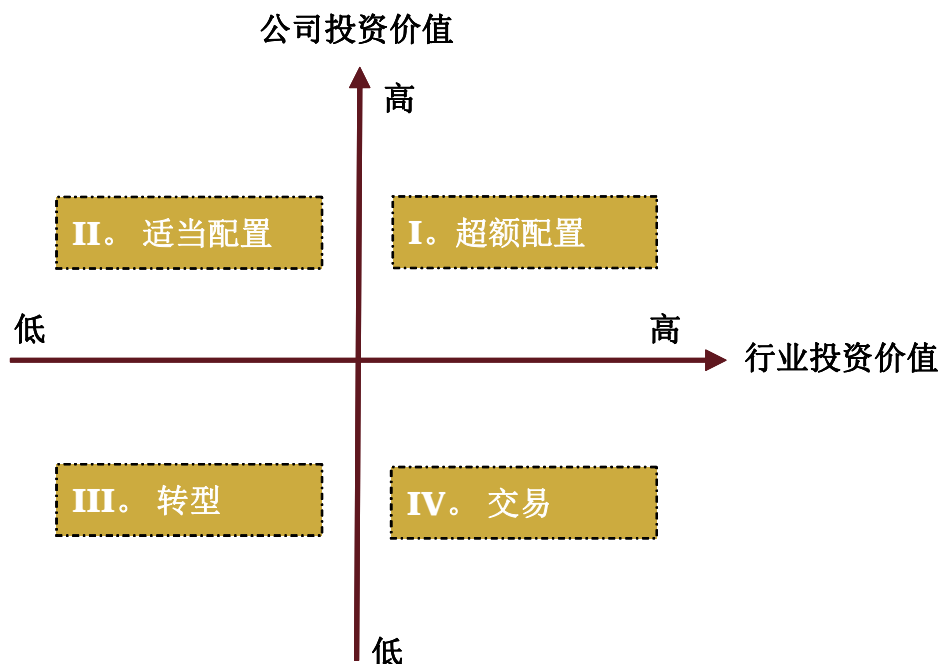 公司投资价值
高
II。 适当配置
I。超额配置
低
高
行业投资价值
III。 转型
IV。 交易
低